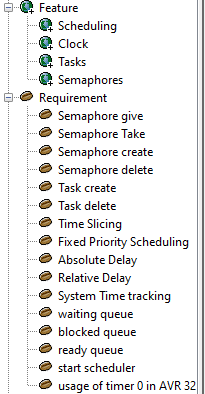 Feature
Scheduling
Clock
Tasks
Semaphores
Requirement
Semaphore give
Semaphore Take
Semaphore create
Semaphore delete
Task create
Task delete
Time Slicing
Fixed Priority Scheduling
Absolute Delay
Relative Delay
System Time tracking
waiting queue
blocked queue
ready queue
start scheduler
usage of timer 0 in AVR 32